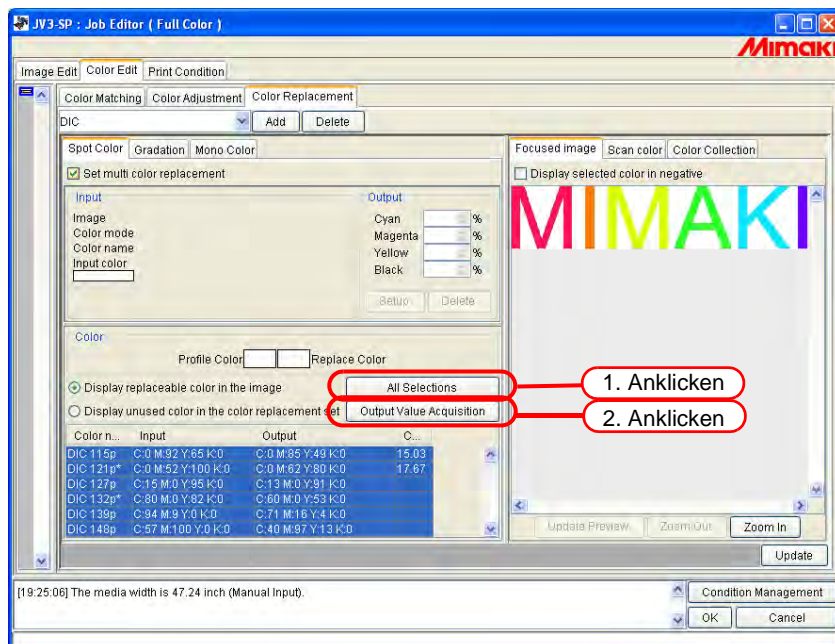 JV3-SP : Job Editor ( Full Color )
Mimaki
Image Edit Color Edit Print Condition
Color Matching Color Adjustment Color Replacement
DIC Add Delete
Spot Color Gradation Mono Color
Set multi color replacement
Input
Image
Color mode
Color name
Input color
Output
Cyan %
Magenta %
Yellow %
Black %
Setup Delete
Color
Profile Color Replace Color
Display replaceable color in the image All Selections
Display unused color in the color replacement set Output Value Acquisition
Color n... Input Output C...
DIC 115p C:0 M:92 Y:65 K:0 C:0 M:85 Y:49 K:0 15.03
DIC 121p* C:0 M:52 Y:100 K:0 C:0 M:62 Y:80 K:0 17.67
DIC 127p C:15 M:0 Y:95 K:0 C:13 M:0 Y:91 K:0
DIC 132p* C:80 M:0 Y:82 K:0 C:60 M:0 Y:53 K:0
DIC 139p C:94 M:9 Y:0 K:0 C:71 M:16 Y:4 K:0
DIC 148p C:57 M:100 Y:0 K:0 C:40 M:97 Y:13 K:0
Focused image Scan color Color Collection
Display selected color in negative
MIMAKI
1. Anklicken
2. Anklicken
Update Preview Zoom Out Zoom In
Update
[19:25:06] The media width is 47.24 inch (Manual Input).
Condition Management
OK Cancel